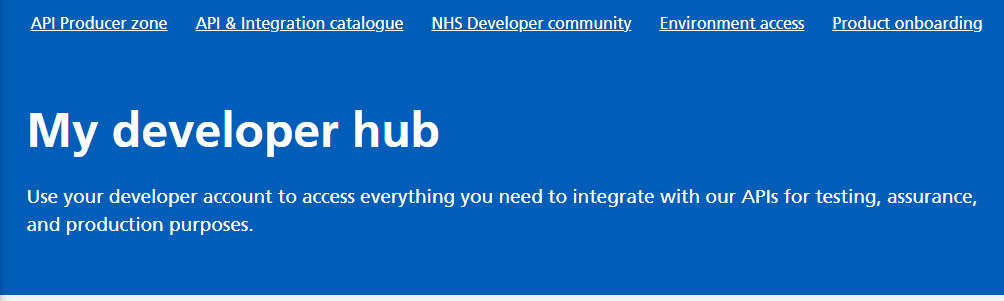 API Producer zone API & Integration catalogue NHS Developer community Environment access Product onboarding
My developer hub
Use your developer account to access everything you need to integrate with our APIs for testing, assurance,
and production purposes.